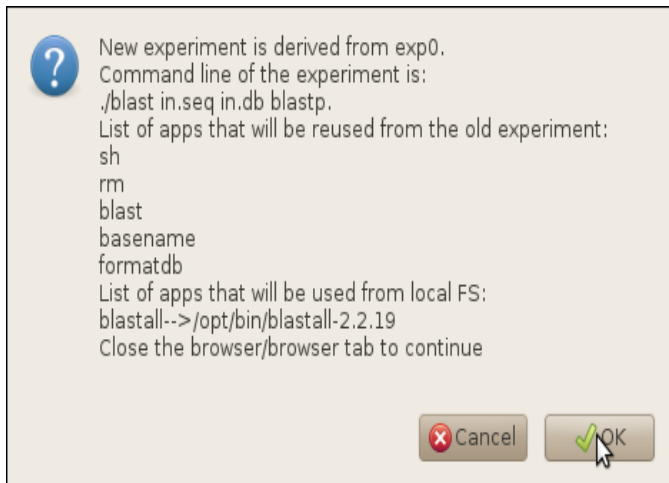 New experiment is derived from exp0.
Command line of the experiment is:
./blast in.seq in.db blastp.
List of apps that will be reused from the old experiment:
sh
rm
blast
basename
formatdb
List of apps that will be used from local FS:
blastall-->/opt/bin/blastall-2.2.19
Close the browser/browser tab to continue
Cancel OK